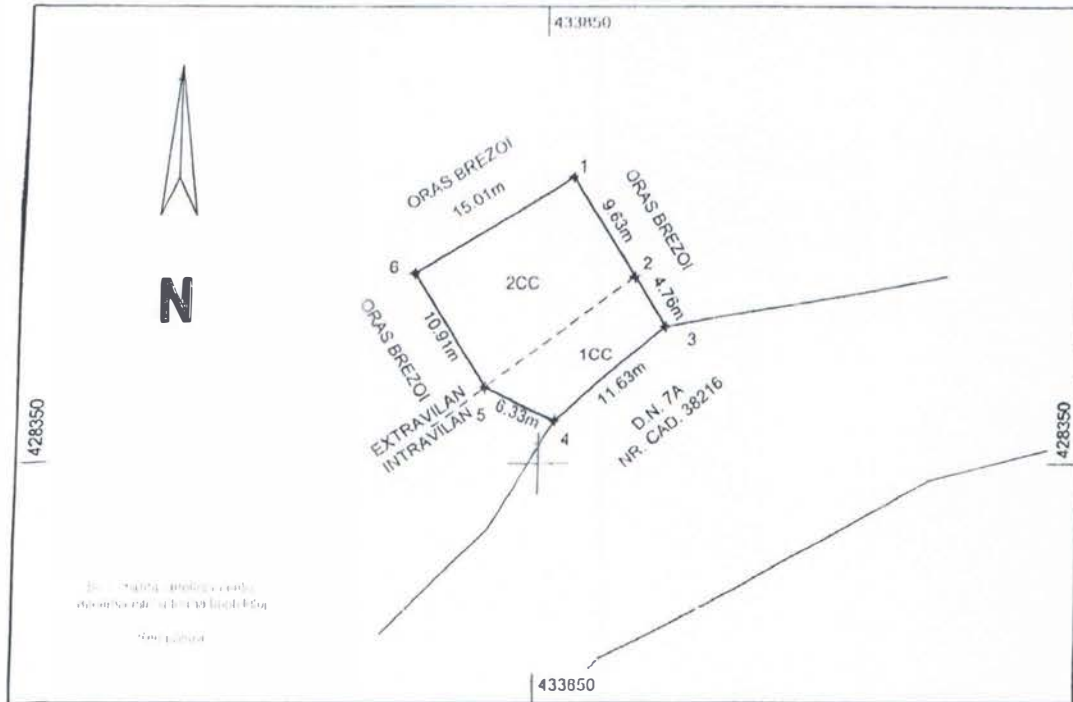 433850
ORAS BREZOI
15.01m
1
ORAS BREZOI
9.63m
2
4.76m
3
6
2CC
10.91m
ORAS BREZOI
1CC
11.63m
EXTRAVILAN
INTRAVILAN
5
6.33m
4
D.N. 7A
NR. CAD. 38216
N
428350
428350
433850